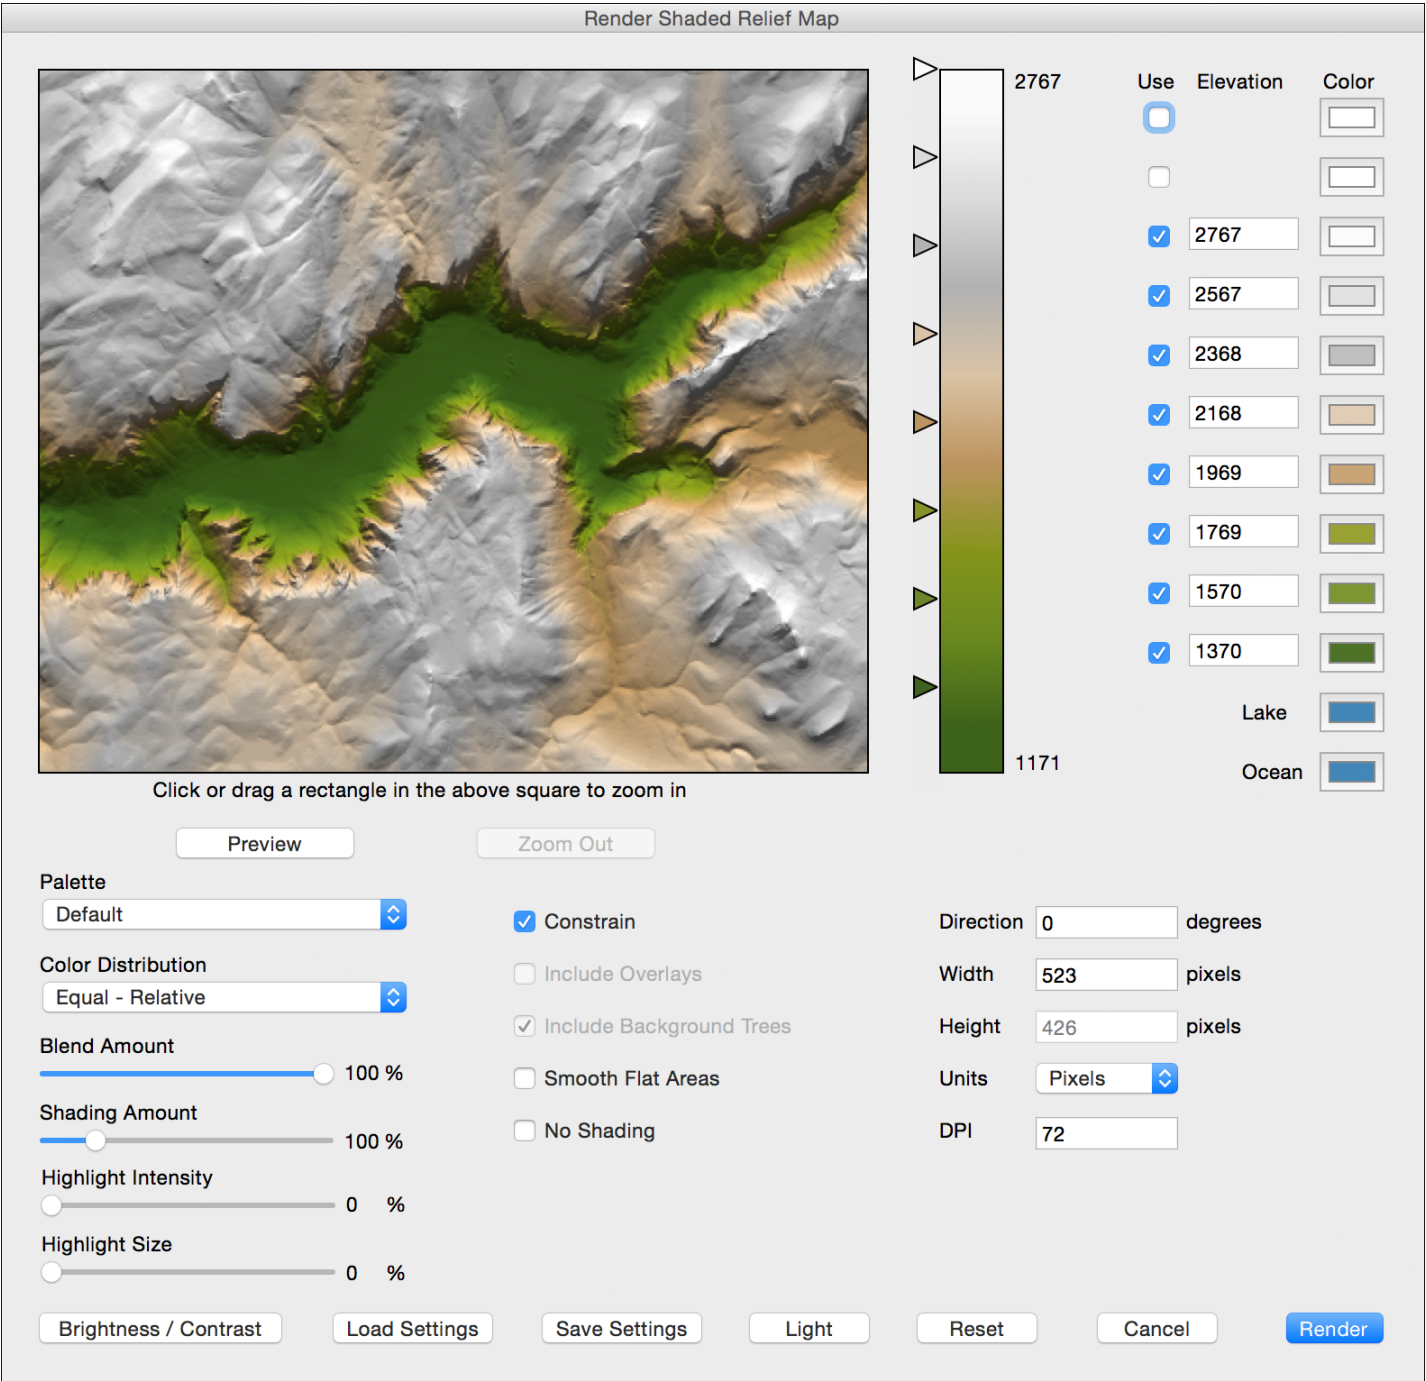 Render Shaded Relief Map
2767
Use Elevation Color
2767
2567
2368
2168
1969
1769
1570
1370
Lake
1171
Ocean
Click or drag a rectangle in the above square to zoom in
Preview
Zoom Out
Palette
Default
Color Distribution
Equal - Relative
Blend Amount
100 %
Shading Amount
100 %
Highlight Intensity
0 %
Highlight Size
0 %
Constrain
Include Overlays
Include Background Trees
Smooth Flat Areas
No Shading
Direction 0 degrees
Width 523 pixels
Height 426 pixels
Units Pixels
DPI 72
Brightness / Contrast
Load Settings
Save Settings
Light
Reset
Cancel
Render